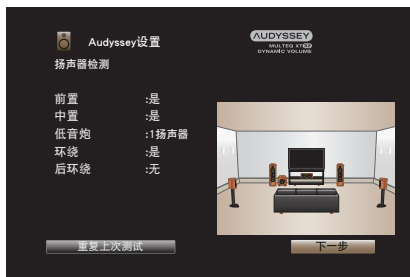 Audyssey设置
AUDYSSEY
MULTEQ XT32
DYNAMIC VOLUME
扬声器检测
前置 :是
中置 :是
低音炮 :1扬声器
环绕 :是
后环绕 :无
重复上次测试
下一步